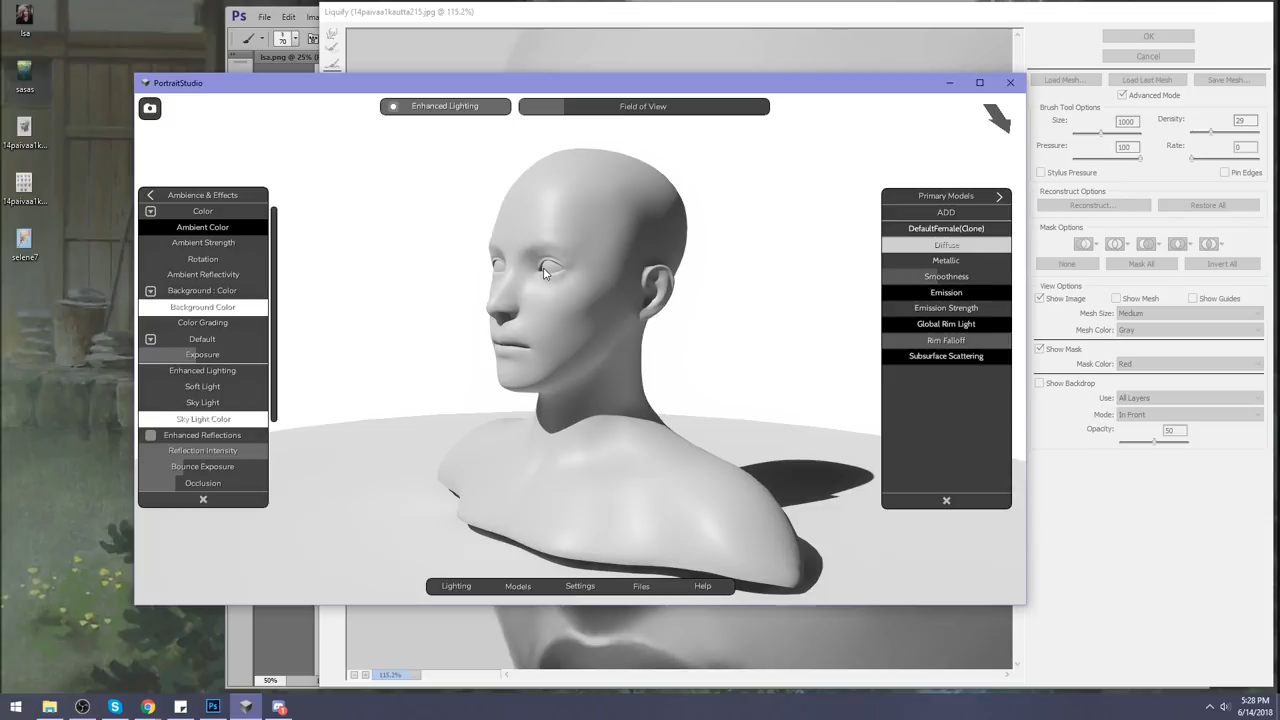 Isa
sasas
14paivaa1k...
14paivaa1k...
selene7
Ps
File
Edit
Im
70
Isa.png @ 25%
50%
Liquify (14paivaa1kautta215.jpg @ 115.2%)
115.2%
PortraitStudio
Enhanced Lighting
Field of View
Ambience & Effects
Color
Ambient Color
Ambient Strength
Rotation
Ambient Reflectivity
Background : Color
Background Color
Color Grading
Default
Exposure
Enhanced Lighting
Soft Light
Sky Light
Sky Light Color
Enhanced Reflections
Reflection Intensity
Bounce Exposure
Occlusion
Primary Models
ADD
DefaultFemale(Clone)
Diffuse
Metallic
Smoothness
Emission
Emission Strength
Global Rim Light
Rim Falloff
Subsurface Scattering
Lighting Models Settings Files Help
OK
Cancel
Load Mesh... Load Last Mesh Save Mesh...
Advanced Mode
Brush Tool Options
Size: 1000 Density: 29
Pressure: 100 Rate: 0
Stylus Pressure Pin Edges
Reconstruct Options
Reconstruct... Restore All
Mask Options
None Mask All Invert All
View Options
Show Image Show Mesh Show Guides
Mesh Size: Medium
Mesh Color: Gray
Show Mask
Mask Color: Red
Show Backdrop
Use: All Layers
Mode: In Front
Opacity: 50
Ps
1
5:28 PM
6/14/2018